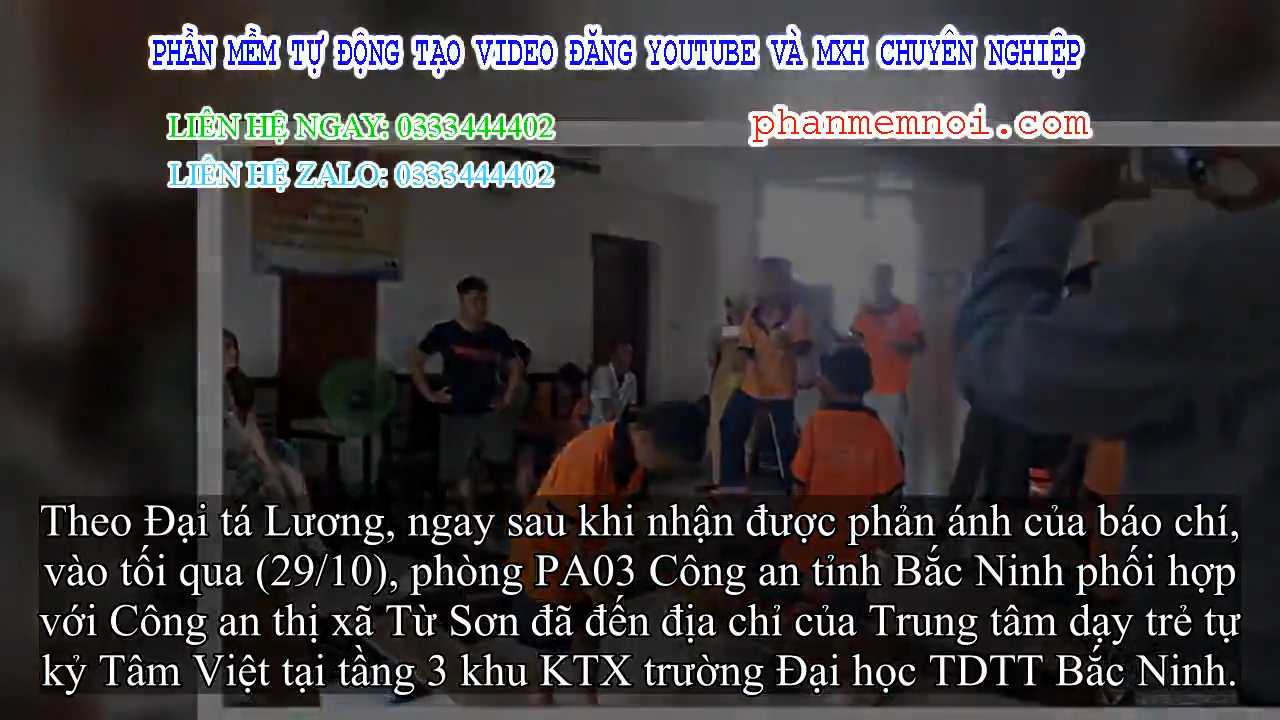 PHẦN MỀM TỰ ĐỘNG TẠO VIDEO ĐĂNG YOUTUBE VÀ MXH CHUYÊN NGHIỆP
LIÊN HỆ NGAY: 0333444402
phanmemnoi.com
LIÊN HỆ ZALO: 0333444402
Theo Đại tá Lương, ngay sau khi nhận được phản ánh của báo chí,
vào tối qua (29/10), phòng PA03 Công an tỉnh Bắc Ninh phối hợp
với Công an thị xã Từ Sơn đã đến địa chỉ của Trung tâm dạy trẻ tự
kỷ Tâm Việt tại tầng 3 khu KTX trường Đại học TDTT Bắc Ninh.